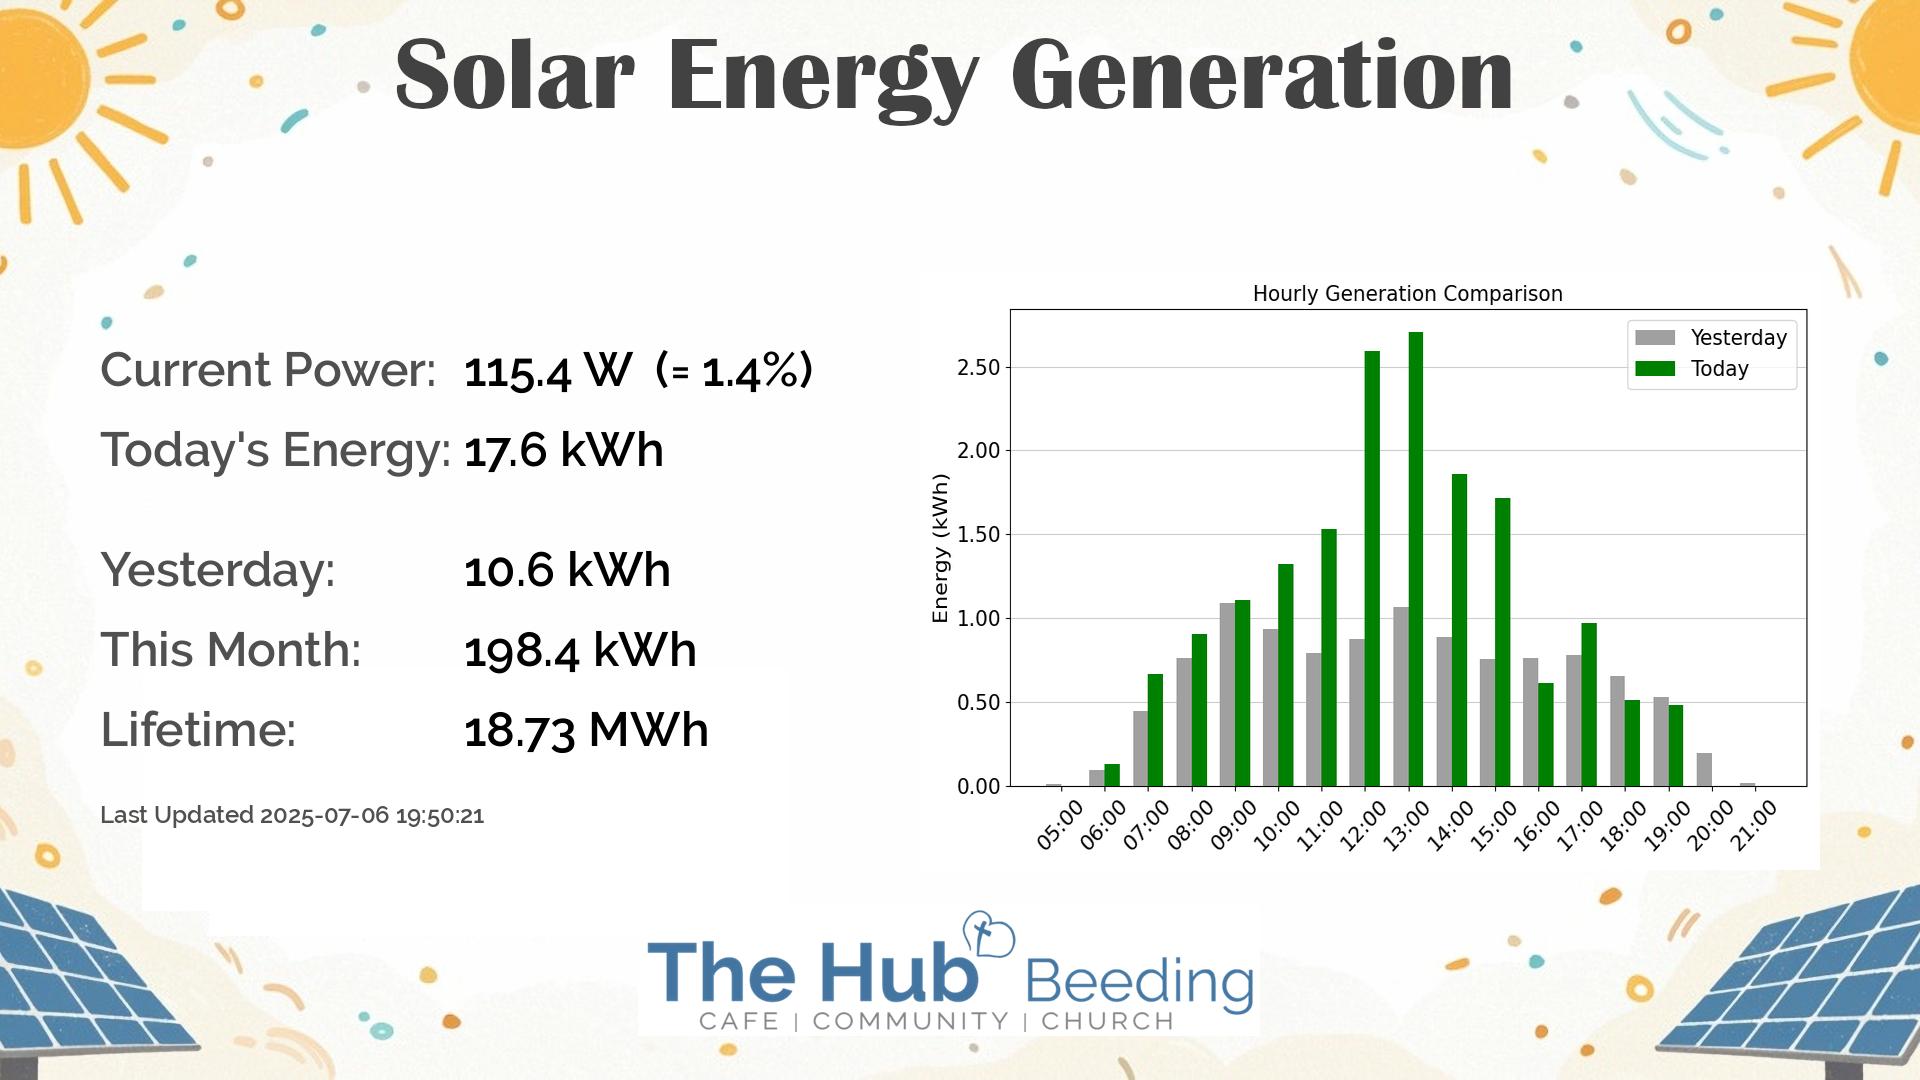 Solar Energy Generation
Current Power: 115.4 W (= 1.4%)
Today's Energy: 17.6 kWh
Yesterday: 10.6 kWh
This Month: 198.4 kWh
Lifetime: 18.73 MWh
Last Updated 2025-07-06 19:50:21
Hourly Generation Comparison
Yesterday
Today
Energy (kWh)
2.50
2.00
1.50
1.00
0.50
0.00
05:00 06:00 07:00 08:00 09:00 10:00 11:00 12:00 13:00 14:00 15:00 16:00 17:00 18:00 19:00 20:00 21:00
The Hub Beeding
CAFE | COMMUNITY | CHURCH